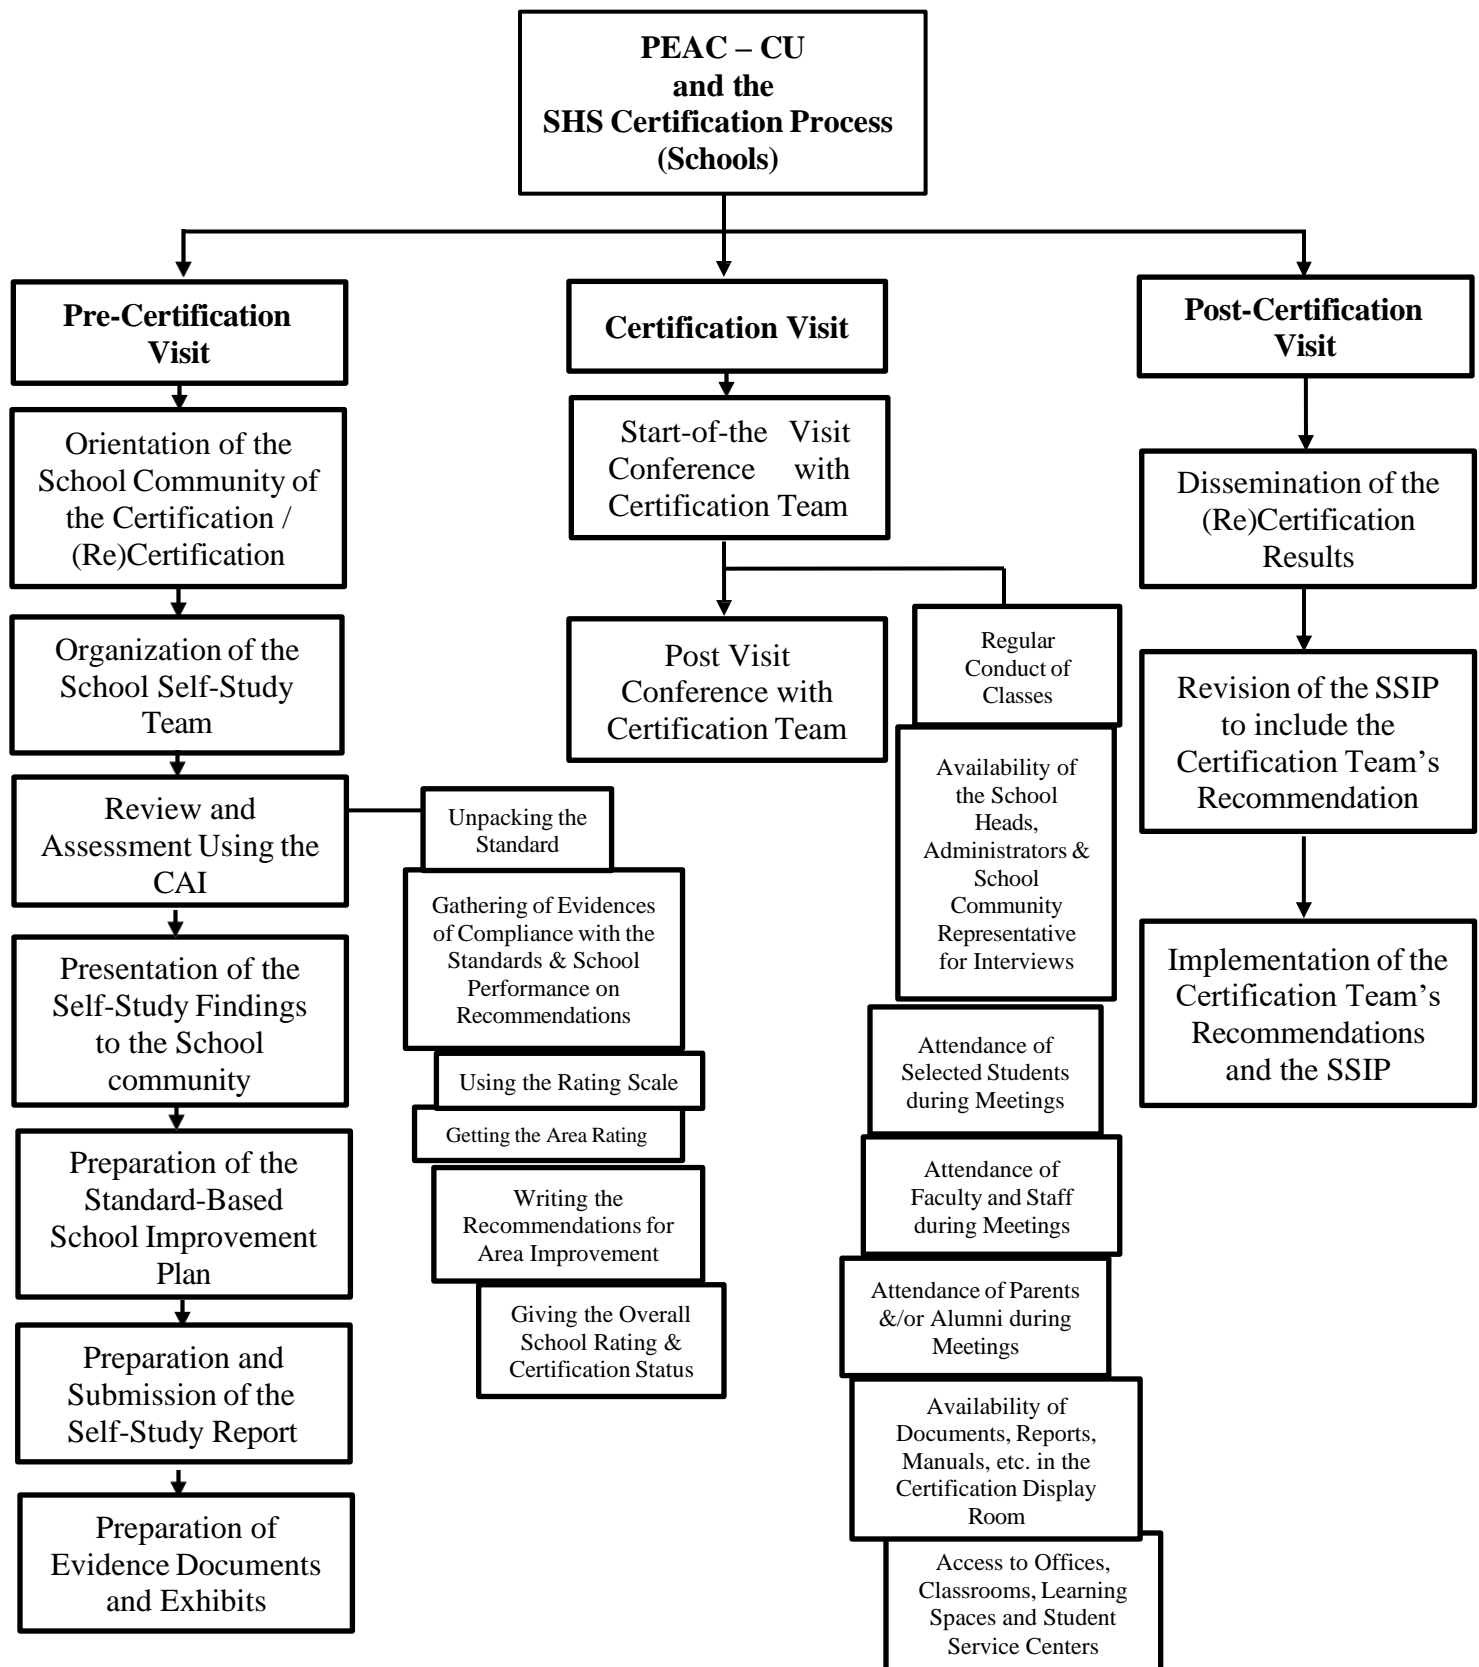 PEAC – CU
and the
SHS Certification Process
(Schools)
Pre-Certification
Visit
Orientation of the
School Community of
the Certification /
(Re)Certification
Organization of the
School Self-Study
Team
Review and
Assessment Using the
CAI
Unpacking the
Standard
Gathering of Evidences
of Compliance with the
Standards & School
Performance on
Recommendations
Using the Rating Scale
Getting the Area Rating
Writing the
Recommendations for
Area Improvement
Giving the Overall
School Rating &
Certification Status
Presentation of the
Self-Study Findings
to the School
community
Preparation of the
Standard-Based
School Improvement
Plan
Preparation and
Submission of the
Self-Study Report
Preparation of
Evidence Documents
and Exhibits
Certification Visit
Start-of-the Visit
Conference with
Certification Team
Post Visit
Conference with
Certification Team
Regular
Conduct of
Classes
Availability of
the School
Heads,
Administrators &
School
Community
Representative
for Interviews
Attendance of
Selected Students
during Meetings
Attendance of
Faculty and Staff
during Meetings
Attendance of Parents
&/or Alumni during
Meetings
Availability of
Documents, Reports,
Manuals, etc. in the
Certification Display
Room
Access to Offices,
Classrooms, Learning
Spaces and Student
Service Centers
Post-Certification
Visit
Dissemination of the
(Re)Certification
Results
Revision of the SSIP
to include the
Certification Team’s
Recommendation
Implementation of the
Certification Team’s
Recommendations
and the SSIP